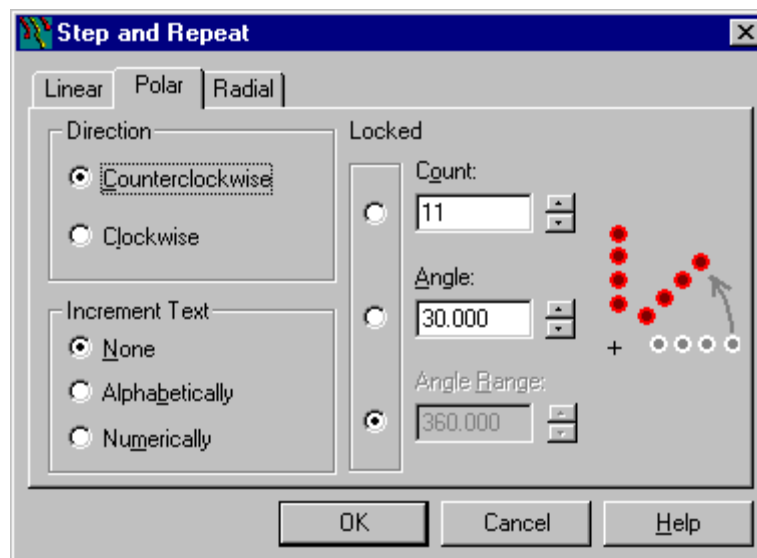 Step and Repeat
Linear Polar Radial
Direction
Counterclockwise
Clockwise
Increment Text
None
Alphabetically
Numerically
Locked
Count:
11
Angle:
30.000
Angle Range:
360.000
OK Cancel Help